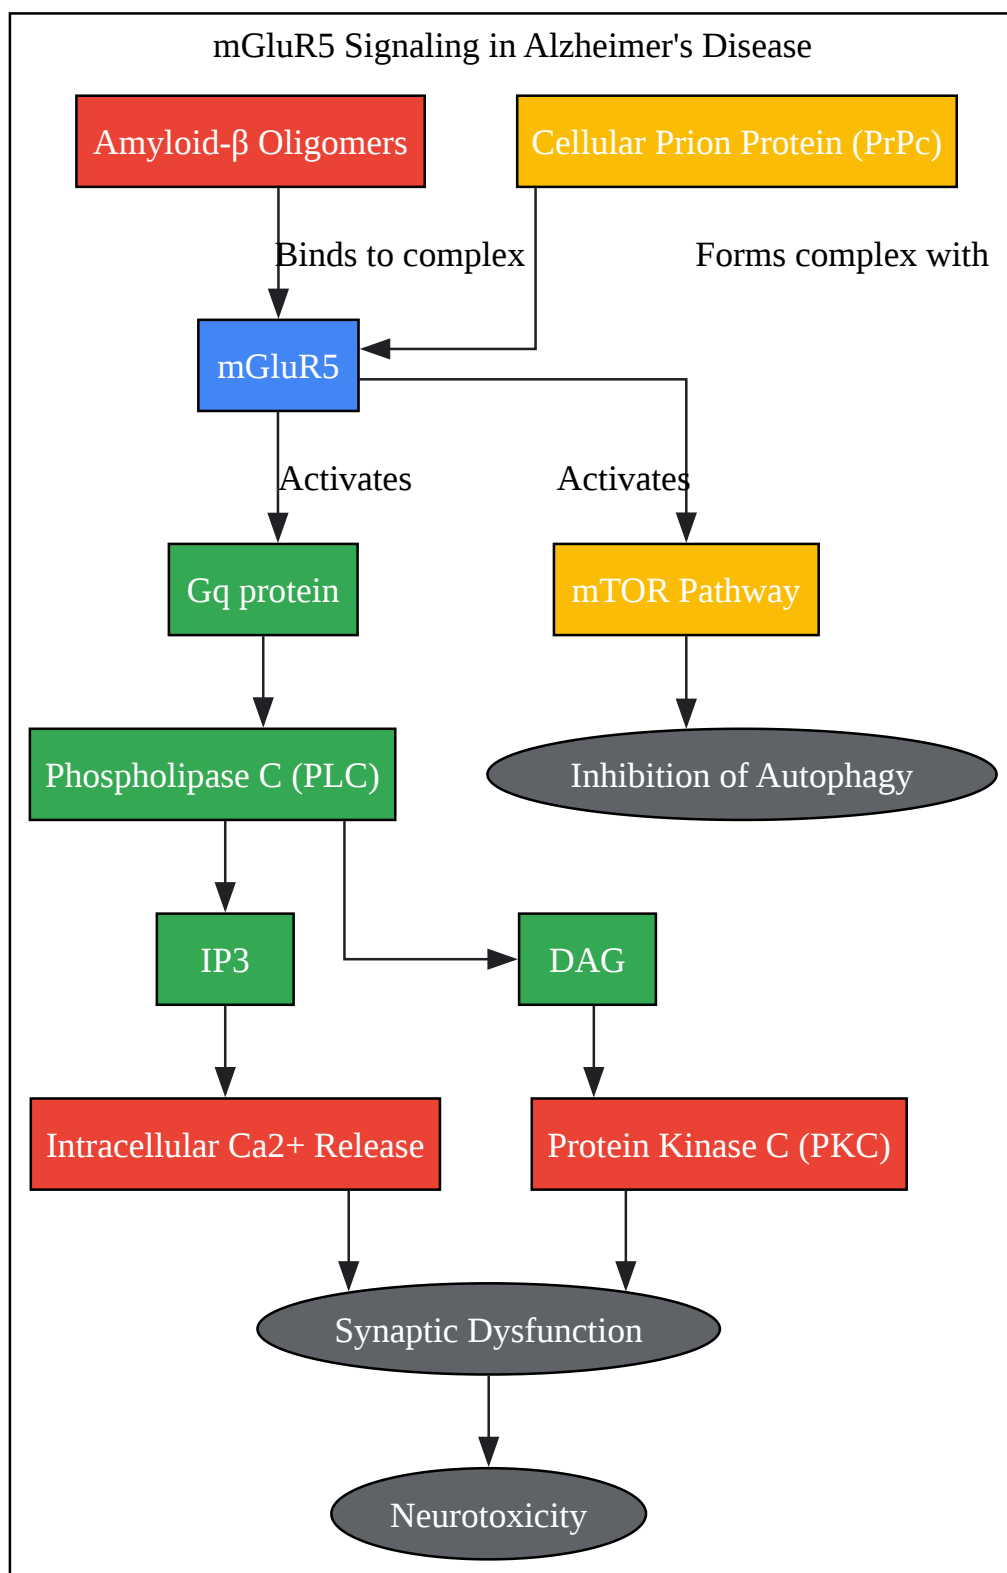 mGluR5 Signaling in Alzheimer's Disease
Amyloid-β Oligomers
Cellular Prion Protein (PrPc)
Binds to complex
Forms complex with
mGluR5
Activates
Activates
Gq protein
mTOR Pathway
Phospholipase C (PLC)
Inhibition of Autophagy
IP3
DAG
Intracellular Ca2+ Release
Protein Kinase C (PKC)
Synaptic Dysfunction
Neurotoxicity